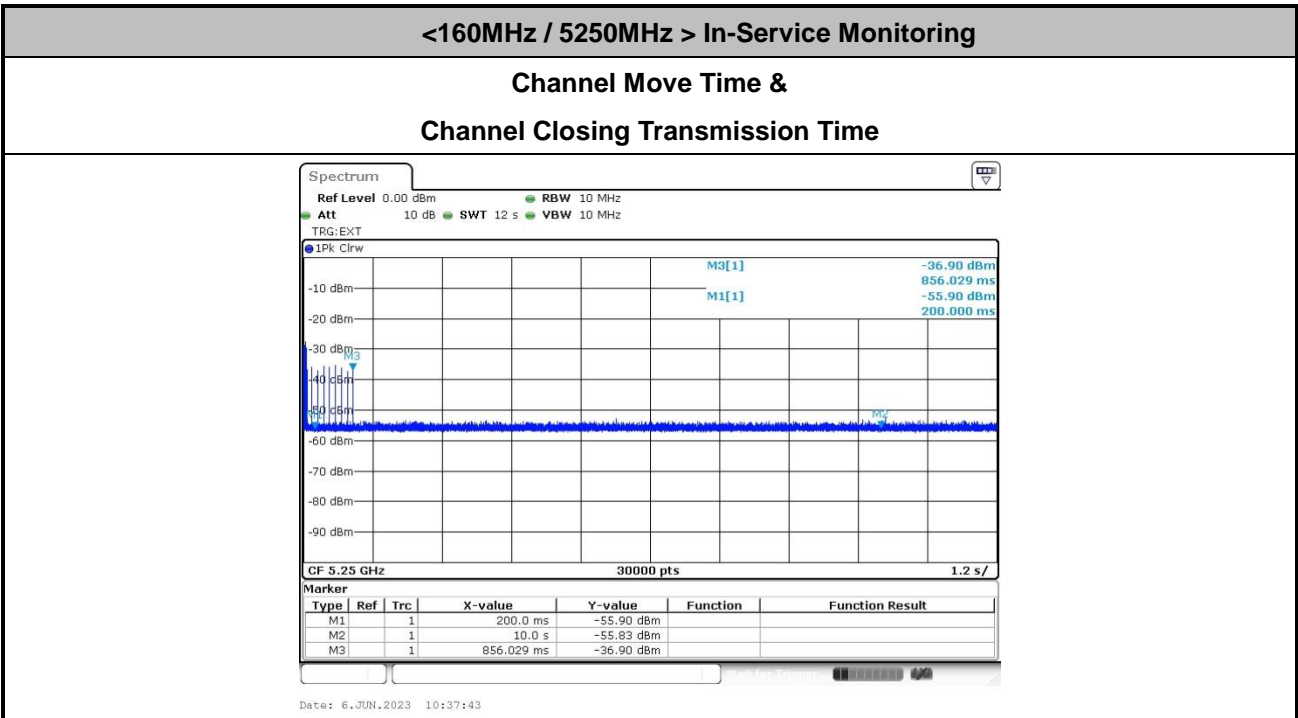 <160MHz / 5250MHz > In-Service Monitoring
Channel Move Time &
Channel Closing Transmission Time
Spectrum
Ref Level 0.00 dBm RBW 10 MHz
Att 10 dB SWT 12 s VBW 10 MHz
TRG:EXT
1Pk Clrw
M3[1] -36.90 dBm
856.029 ms
-10 dBm
M1[1] -55.90 dBm
200.000 ms
-20 dBm
-30 dBm
M3
-40 dBm
-50 dBm
M1
M2
-60 dBm
-70 dBm
-80 dBm
-90 dBm
CF 5.25 GHz 30000 pts 1.2 s/
Marker
Type Ref Trc X-value Y-value Function Function Result
M1 1 200.0 ms -55.90 dBm
M2 1 10.0 s -55.83 dBm
M3 1 856.029 ms -36.90 dBm
Wait for Trigger
Date: 6.JUN.2023 10:37:43